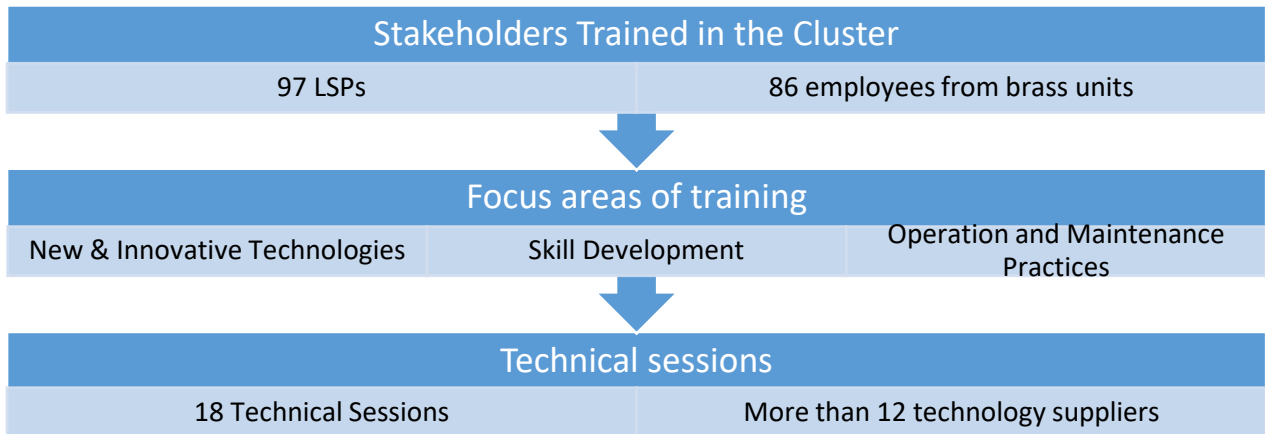 Stakeholders Trained in the Cluster
97 LSPs
86 employees from brass units
Focus areas of training
New & Innovative Technologies
Skill Development
Operation and Maintenance
Practices
Technical sessions
18 Technical Sessions
More than 12 technology suppliers